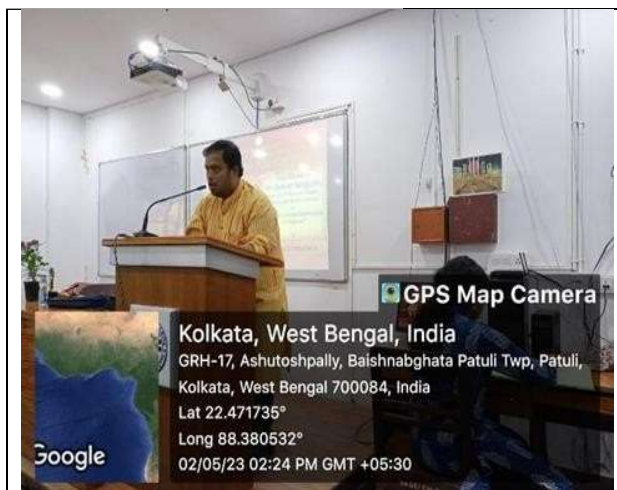 GPS Map Camera
Kolkata, West Bengal, India
GRH-17, Ashutoshpally, Baishnabghata Patuli Twp, Patuli,
Kolkata, West Bengal 700084, India
Lat 22.471735°
Long 88.380532°
02/05/23 02:24 PM GMT +05:30
Google